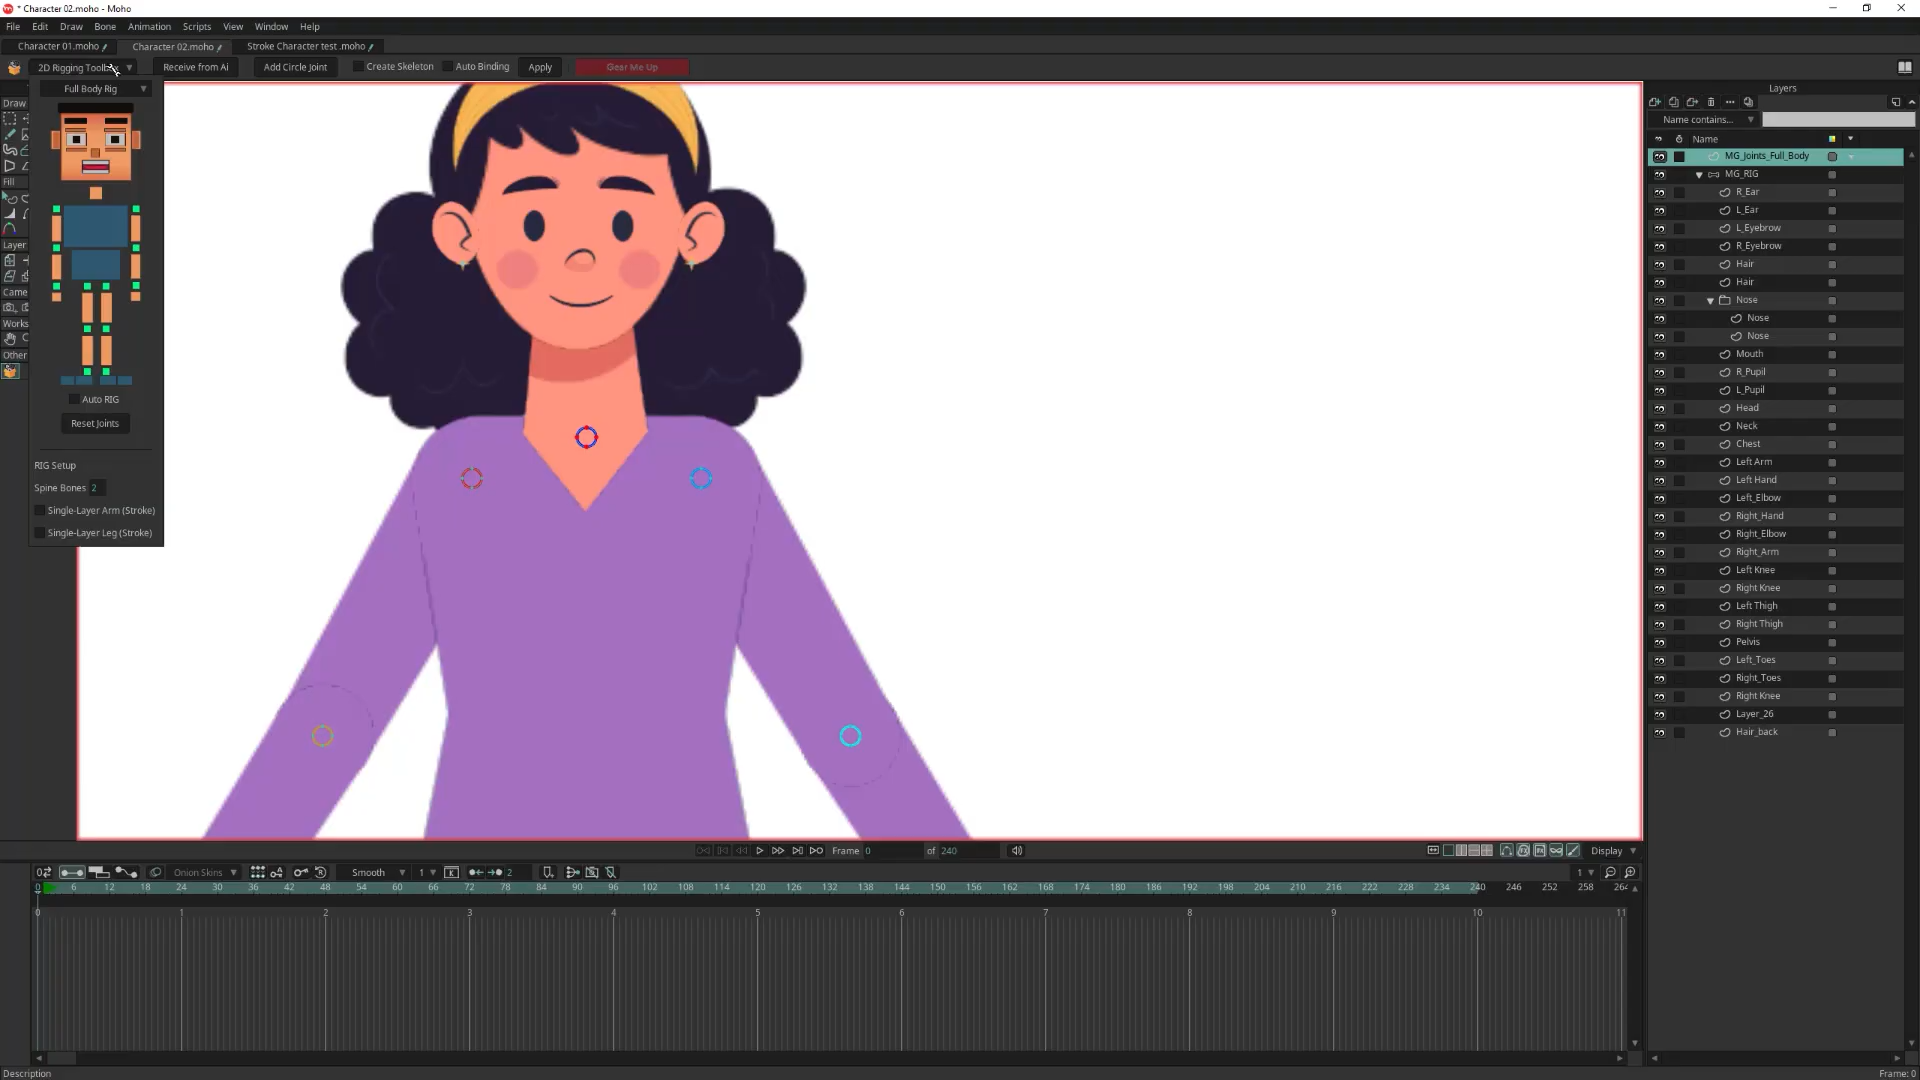 * Character 02.moho - Moho
File Edit Draw Bone Animation Scripts View Window Help
Character 01.moho Character 02.moho Stroke Character test .moho
2D Rigging Receive from Ai Add Circle Joint Create Skeleton Auto Binding Apply Gear Me Up
Full Body Rig
Draw
Fill
Layer
Came
Works
Other
Auto RIG
Reset Joints
RIG Setup
Spine Bones 2
Single-Layer Arm (Stroke)
Single-Layer Leg (Stroke)
Layers
Name contains...
Name
MG_Joints_Full_Body
MG_RIG
R_Ear
L_Ear
L_Eyebrow
R_Eyebrow
Hair
Hair
Nose
Nose
Nose
Mouth
R_Pupil
L_Pupil
Head
Neck
Chest
Left Arm
Left Hand
Left_Elbow
Right_Hand
Right_Elbow
Right_Arm
Left Knee
Right Knee
Left Thigh
Right Thigh
Pelvis
Left_Toes
Right_Toes
Right Knee
Layer_26
Hair_back
Frame 0 of 240 Display
Onion Skins Smooth 1 2 1
0 6 12 18 24 30 36 42 48 54 60 66 72 78 84 90 96 102 108 114 120 126 132 138 144 150 156 162 168 174 180 186 192 198 204 210 216 222 228 234 240 246 252 258 264
0 1 2 3 4 5 6 7 8 9 10 11
Description Frame: 0